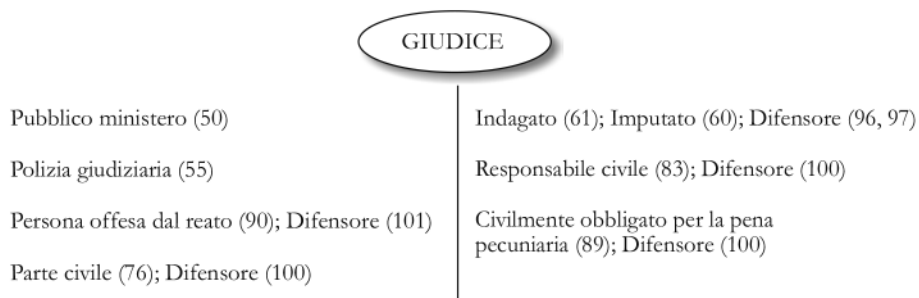 GIUDICE
Pubblico ministero (50)
Polizia giudiziaria (55)
Persona offesa dal reato (90); Difensore (101)
Parte civile (76); Difensore (100)
Indagato (61); Imputato (60); Difensore (96, 97)
Responsabile civile (83); Difensore (100)
Civilmente obbligato per la pena
pecuniaria (89); Difensore (100)